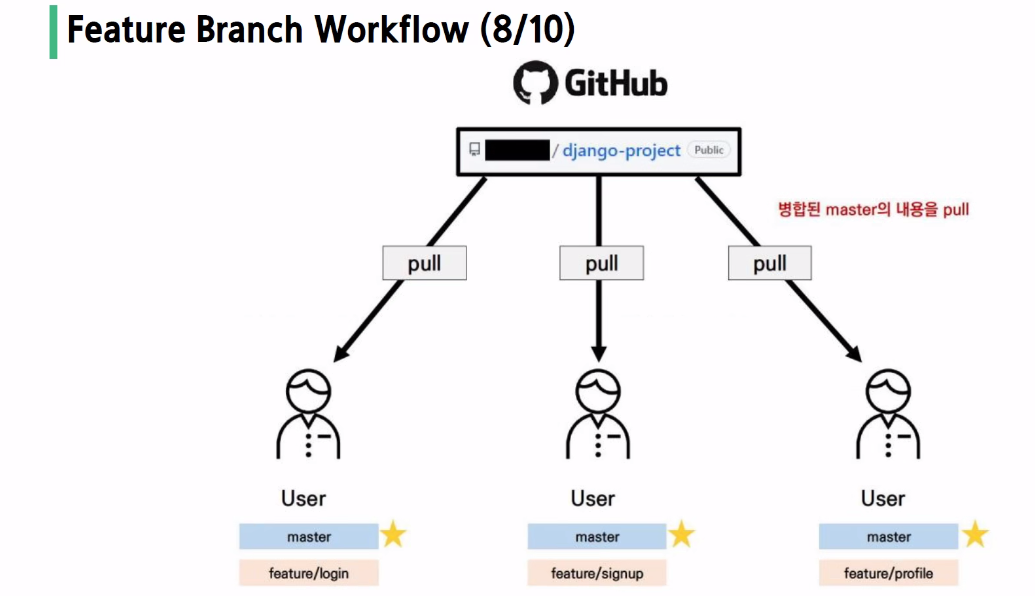 Feature Branch Workflow (8/10)
GitHub
/ django-project Public
병합된 master의 내용을 pull
pull pull pull
User User User
master master master
feature/login feature/signup feature/profile